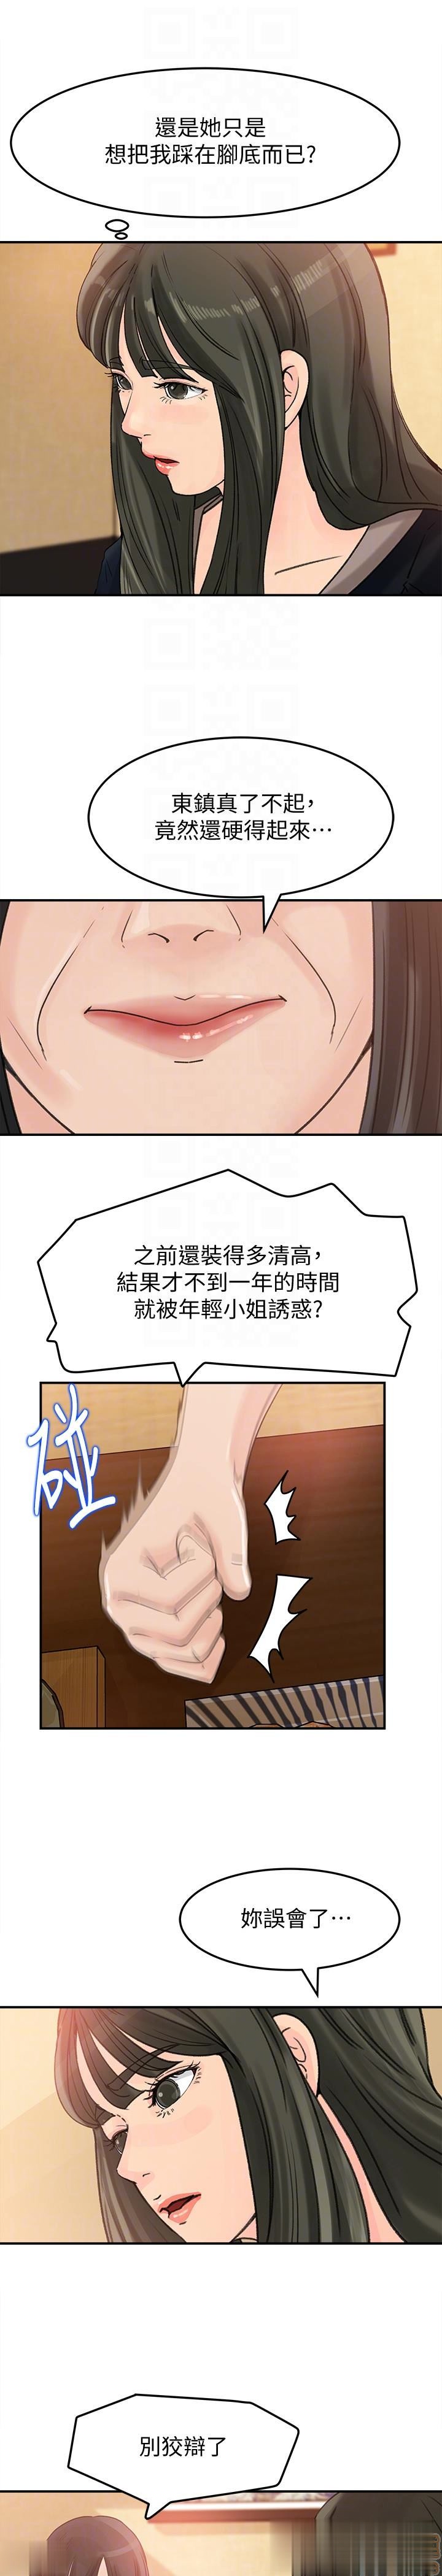 還是她只是
想把我踩在腳底而已?
東鎮真了不起,
竟然還硬得起來…
之前還裝得多清高,
結果才不到一年的時間
就被年輕小姐誘惑?
碰
妳誤會了…
別狡辯了